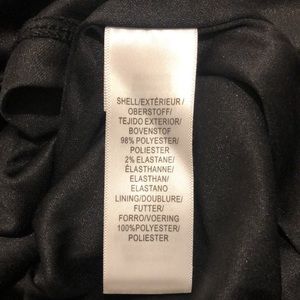 SHELL/EXTÉRIEUR/
OBERSTOFF/
TEJIDO EXTERIOR/
BOVENSTOF
98% POLYESTER/
POLIESTER
2% ELASTANE/
ÉLASTHANNE/
ELASTHAN/
ELASTANO
LINING/DOUBLURE/
FUTTER/
FORRO/VOERING
100%POLYESTER/
POLIESTER